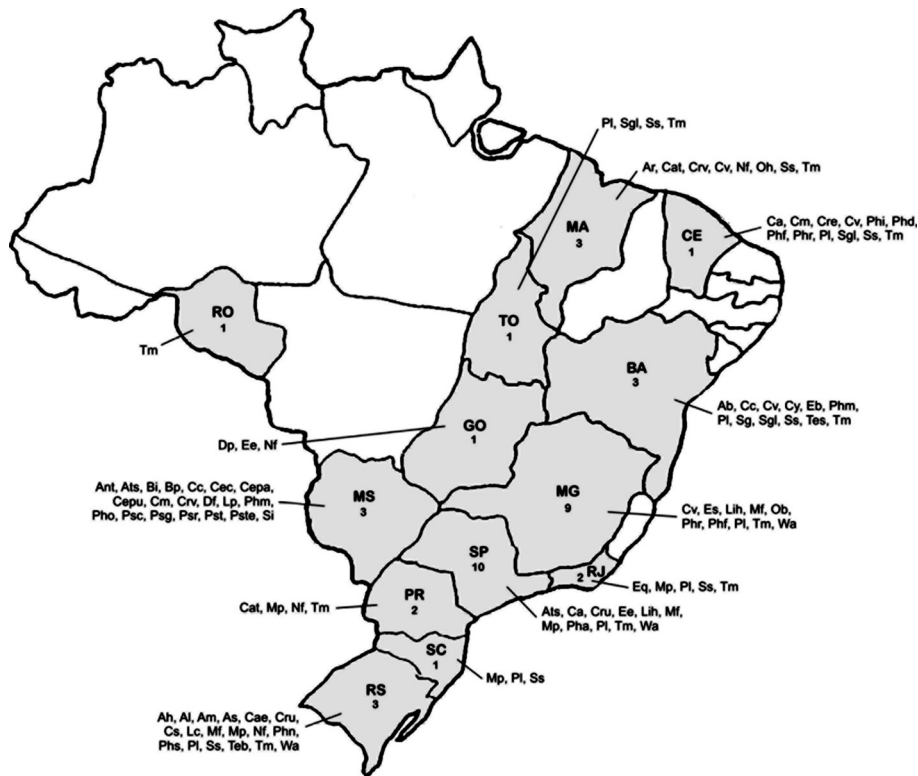 Pl, Sgl, Ss, Tm
Ar, Cat, Crv, Cv, Nf, Oh, Ss, Tm
MA
3
CE
1
Ca, Cm, Cre, Cv, Phi, Phd,
Phf, Phr, Pl, Sgl, Ss, Tm
RO
1
Tm
TO
1
BA
3
Ab, Cc, Cv, Cy, Eb, Phm,
Pl, Sg, Sgl, Ss, Tes, Tm
GO
1
Dp, Ee, Nf
Ant, Ats, Bi, Bp, Cc, Cec, Cepa,
Cepu, Cm, Crv, Df, Lp, Phm,
Pho, Psc, Psg, Psr, Pst, Pste, Si
MS
3
MG
9
Cv, Es, Lih, Mf, Ob,
Phr, Phf, Pl, Tm, Wa
SP
10
2 RJ
Eq, Mp, Pl, Ss, Tm
Cat, Mp, Nf, Tm
PR
2
Ats, Ca, Cru, Ee, Lih, Mf,
Mp, Pha, Pl, Tm, Wa
SC
1
Mp, Pl, Ss
RS
3
Ah, Al, Am, As, Cae, Cru,
Cs, Lc, Mf, Mp, Nf, Phn,
Phs, Pl, Ss, Teb, Tm, Wa